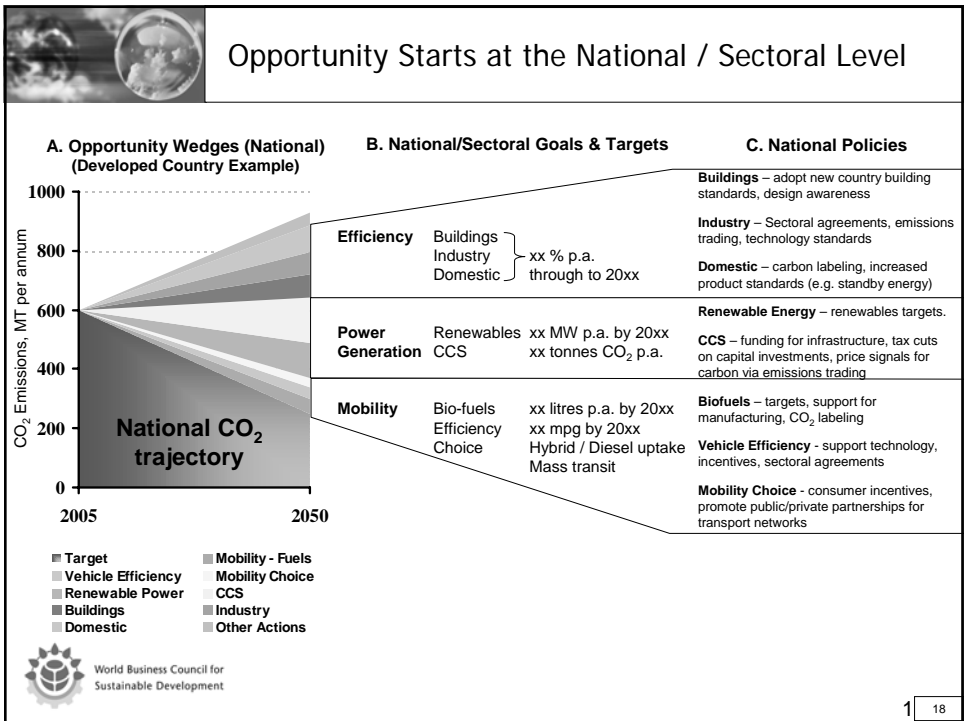 Opportunity Starts at the National / Sectoral Level
A. Opportunity Wedges (National)
(Developed Country Example)
CO2 Emissions, MT per annum
1000
800
600
400
200
0
National CO2
trajectory
2005
2050
Target
Mobility - Fuels
Vehicle Efficiency
Mobility Choice
Renewable Power
CCS
Buildings
Industry
Domestic
Other Actions
B. National/Sectoral Goals & Targets
Efficiency Buildings
Industry xx % p.a.
Domestic through to 20xx
Power Renewables xx MW p.a. by 20xx
Generation CCS xx tonnes CO2 p.a.
Mobility Bio-fuels xx litres p.a. by 20xx
Efficiency xx mpg by 20xx
Choice Hybrid / Diesel uptake
Mass transit
C. National Policies
Buildings – adopt new country building
standards, design awareness
Industry – Sectoral agreements, emissions
trading, technology standards
Domestic – carbon labeling, increased
product standards (e.g. standby energy)
Renewable Energy – renewables targets.
CCS – funding for infrastructure, tax cuts
on capital investments, price signals for
carbon via emissions trading
Biofuels – targets, support for
manufacturing, CO2 labeling
Vehicle Efficiency - support technology,
incentives, sectoral agreements
Mobility Choice - consumer incentives,
promote public/private partnerships for
transport networks
World Business Council for
Sustainable Development
1 18